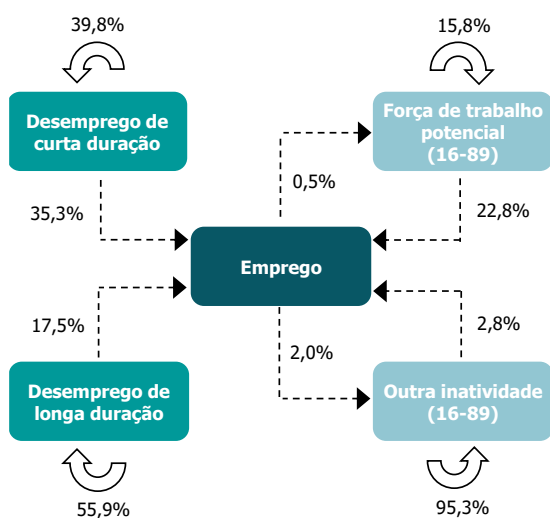 39,8%
15,8%
Desemprego de
curta duração
Força de trabalho
potencial
(16-89)
0,5%
35,3%
22,8%
Emprego
17,5%
2,0%
2,8%
Desemprego de
longa duração
Outra inatividade
(16-89)
55,9%
95,3%